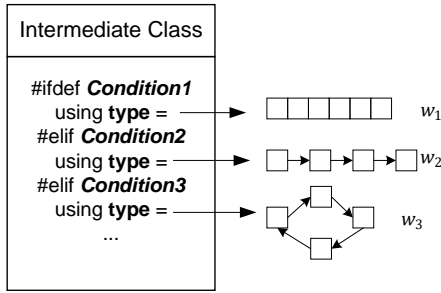 Intermediate Class
#ifdef Condition1
using type =
w1
#elif Condition2
using type =
w2
#elif Condition3
using type =
w3
...